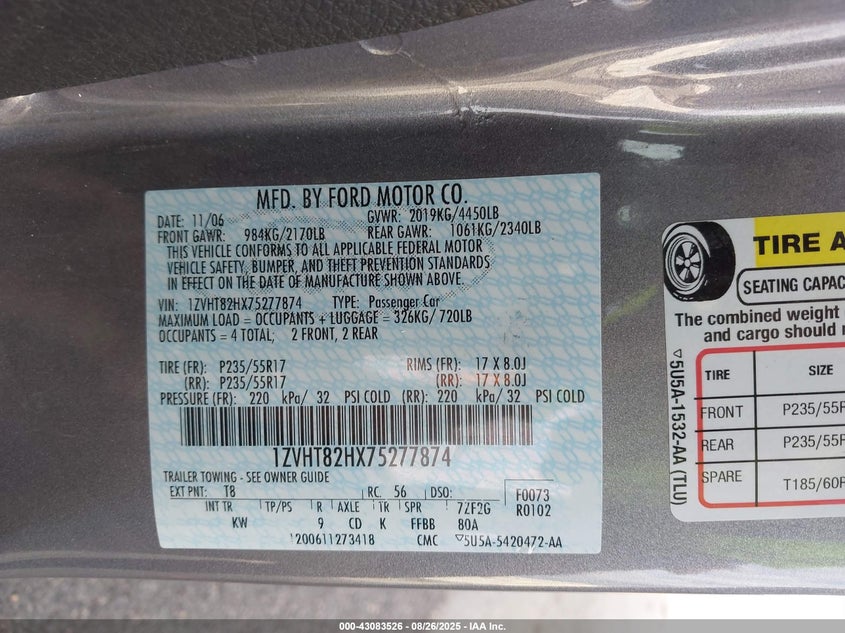 MFD. BY FORD MOTOR CO.
DATE: 11/06 GVWR: 2019KG/4450LB
FRONT GAWR: 984KG/2170LB REAR GAWR: 1061KG/2340LB
THIS VEHICLE CONFORMS TO ALL APPLICABLE FEDERAL MOTOR
VEHICLE SAFETY, BUMPER, AND THEFT PREVENTION STANDARDS
IN EFFECT ON THE DATE OF MANUFACTURE SHOWN ABOVE.
VIN: 1ZVHT82HX75277874 TYPE: Passenger Car
MAXIMUM LOAD = OCCUPANTS + LUGGAGE = 326KG/ 720LB
OCCUPANTS = 4 TOTAL; 2 FRONT, 2 REAR
TIRE (FR): P235/55R17 RIMS (FR): 17 X 8.0J
(RR): P235/55R17 (RR): 17 X 8.0J
PRESSURE (FR): 220 kPa/ 32 PSI COLD (RR): 220 kPa/ 32 PSI COLD
1ZVHT82HX75277874
TRAILER TOWING - SEE OWNER GUIDE
EXT PNT: T8 RC: 56 DSO: F0073
INT TR TP/PS R AXLE TR SPR 7ZF2G R0102
KW 9 CD K FFBB 80A
200611273418 CMC ▽5U5A-5420472-AA
TIRE A
SEATING CAPAC
The combined weight
and cargo should
TIRE SIZE
FRONT P235/55
REAR P235/55
SPARE T185/60
▽5U5A-1532-AA (TLU)
000-43083526 - 08/26/2025 - IAA Inc.